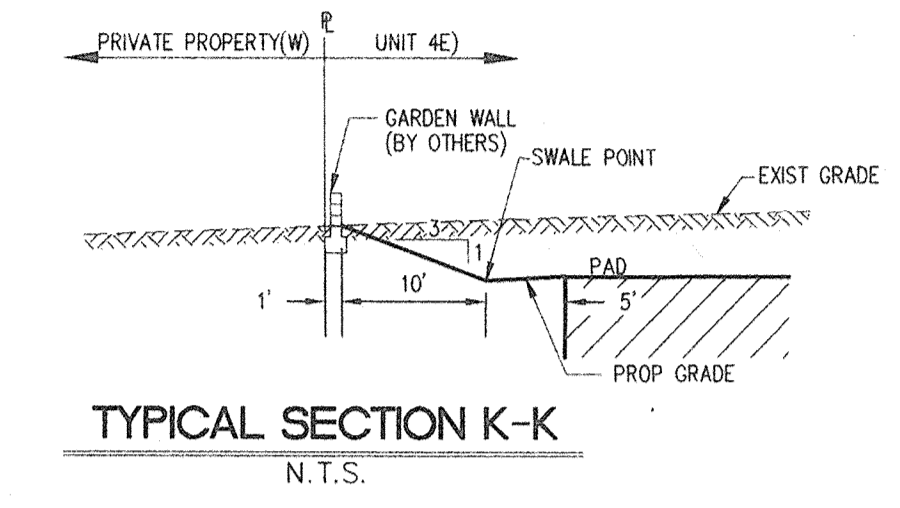 PL
PRIVATE PROPERTY(W) UNIT 4E)
GARDEN WALL
(BY OTHERS)
SWALE POINT
EXIST GRADE
3
1
PAD
1' 10' 5'
PROP GRADE
TYPICAL SECTION K-K
N.T.S.